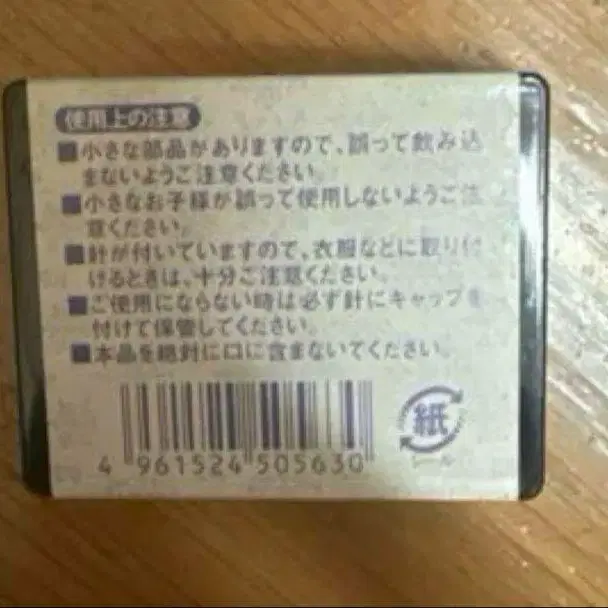 使用上の注意
■小さな部品がありますので、誤って飲み込
まないようご注意ください。
■小さなお子様が誤って使用しないようご注
意ください。
■針が付いていますので、衣服などに取り付
けるときは、十分ご注意ください。
■ご使用にならない時は必ず針にキャップを
付けて保管してください。
■本品を絶対に口に含まないでください。
紙
4 961524 505630